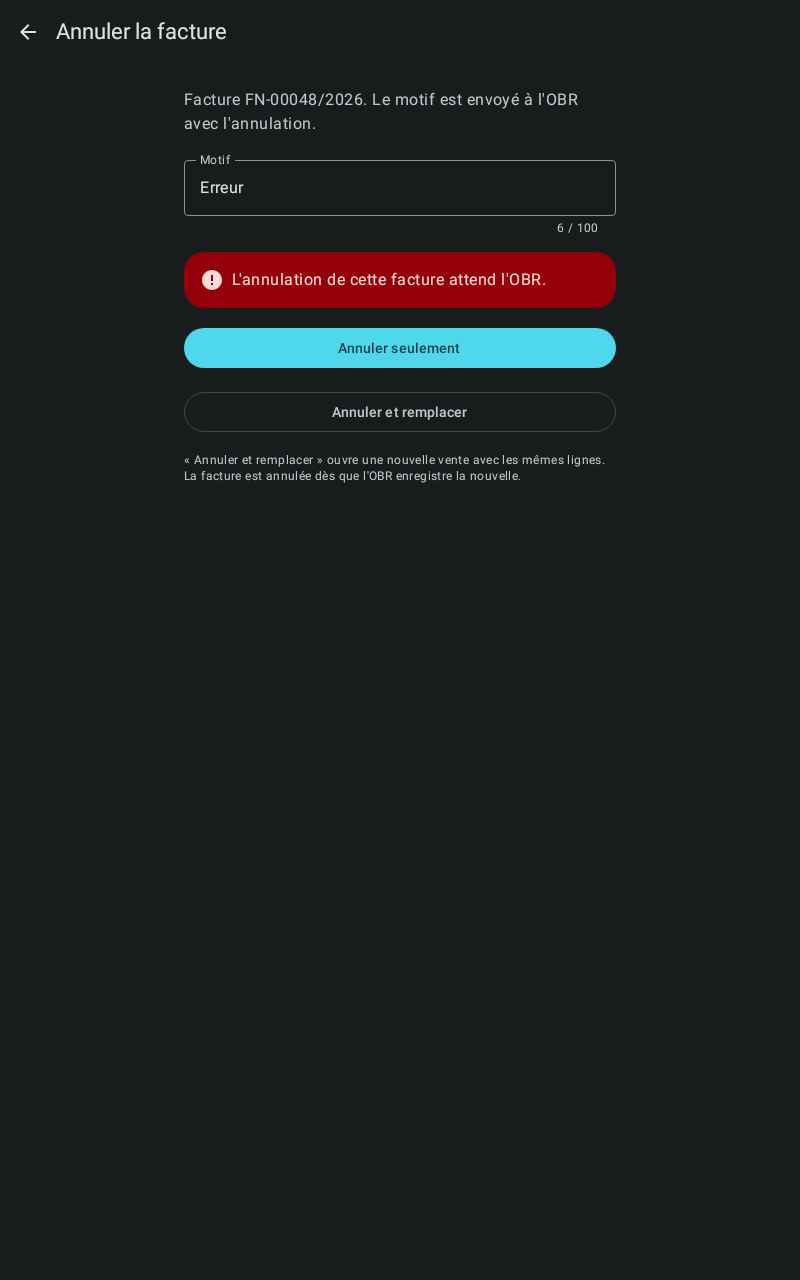 Annuler la facture
Facture FN-00048/2026. Le motif est envoyé à l'OBR
avec l'annulation.
Motif
Erreur
6 / 100
L'annulation de cette facture attend l'OBR.
Annuler seulement
Annuler et remplacer
« Annuler et remplacer » ouvre une nouvelle vente avec les mêmes lignes.
La facture est annulée dès que l'OBR enregistre la nouvelle.